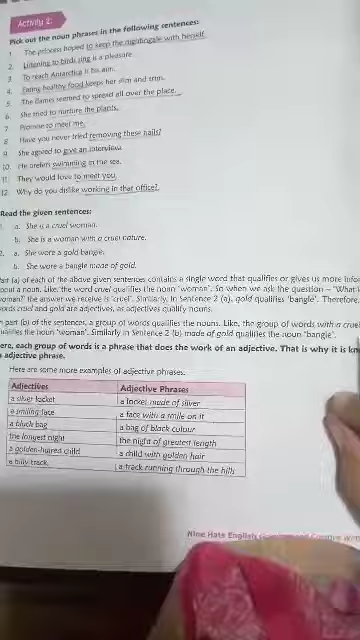 Activity 2:
Pick out the noun phrases in the following sentences:
1. The princess hoped to keep the nightingale with herself.
2. Listening to birds sing is a pleasure.
3. To reach Antarctica is his aim.
4. Eating healthy food keeps her slim and trim.
5. The flames seemed to spread all over the place.
6. She tried to nurture the plants.
7. Promise to meet me.
8. Have you never tried removing these nails?
9. She agreed to give an interview.
10. He prefers swimming in the sea.
11. They would love to meet you.
12. Why do you dislike working in that office?
Read the given sentences:
1. a. She is a cruel woman.
b. She is a woman with a cruel nature.
2. a. She wore a gold bangle.
b. She wore a bangle made of gold.
Part (a) of each of the above given sentences contains a single word that qualifies or gives us more
about a noun. Like, the word cruel qualifies the noun 'woman'. So when we ask the question – 'What
woman?' the answer we receive is 'cruel'. Similarly, in Sentence 2 (a), gold qualifies 'bangle'. Therefore,
words cruel and gold are adjectives, as adjectives qualify nouns.
In part (b) of the sentences, a group of words qualifies the nouns. Like, the group of words with a cruel
qualifies the noun 'woman'. Similarly in Sentence 2 (b) made of gold qualifies the noun 'bangle'.
Here, each group of words is a phrase that does the work of an adjective. That is why it is
adjective phrase.
Here are some more examples of adjective phrases.
Adjectives Adjective Phrases
a silver locket a locket made of silver
a smiling face a face with a smile on it
a black bag a bag of black colour
the longest night the night of greatest length
a golden-haired child a child with golden hair
a hilly track a track running through the hills
English